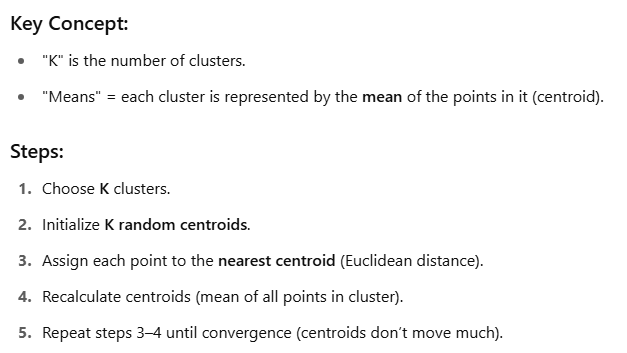 Key Concept:
• "K" is the number of clusters.
• "Means" = each cluster is represented by the mean of the points in it (centroid).
Steps:
1. Choose K clusters.
2. Initialize K random centroids.
3. Assign each point to the nearest centroid (Euclidean distance).
4. Recalculate centroids (mean of all points in cluster).
5. Repeat steps 3–4 until convergence (centroids don’t move much).